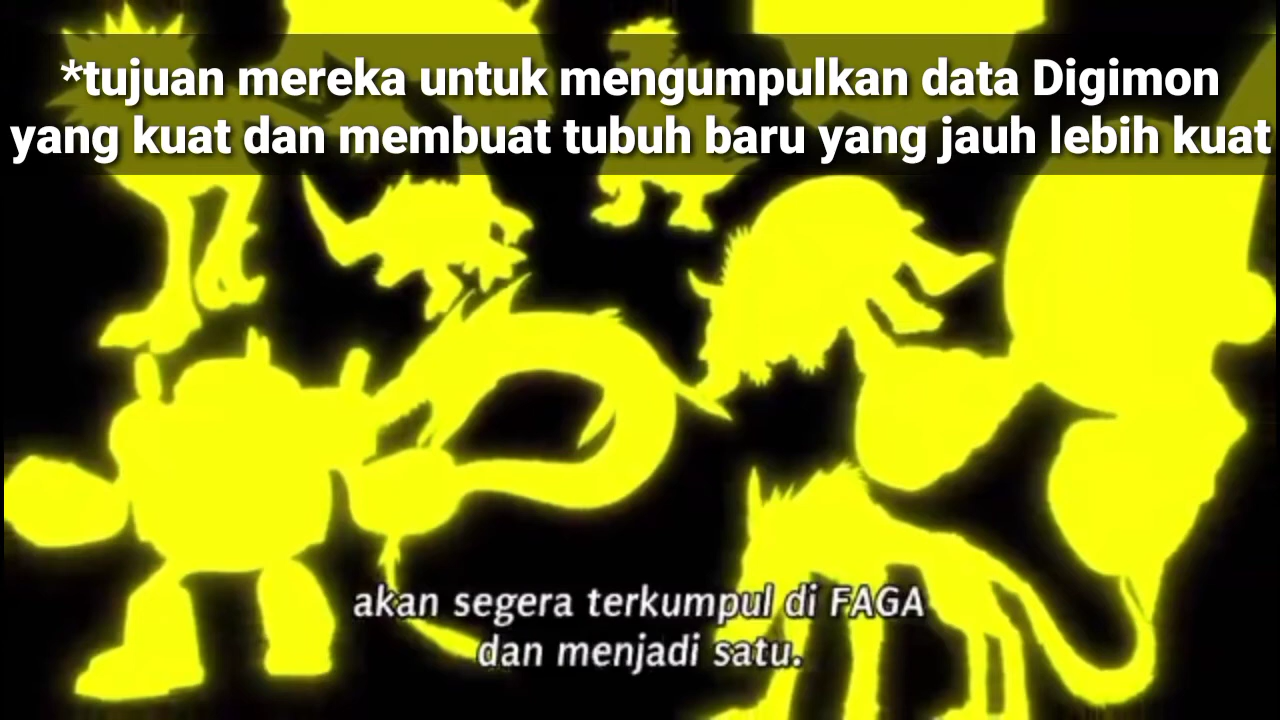 *tujuan mereka untuk mengumpulkan data Digimon
yang kuat dan membuat tubuh baru yang jauh lebih kuat
akan segera terkumpul di FAGA
dan menjadi satu.